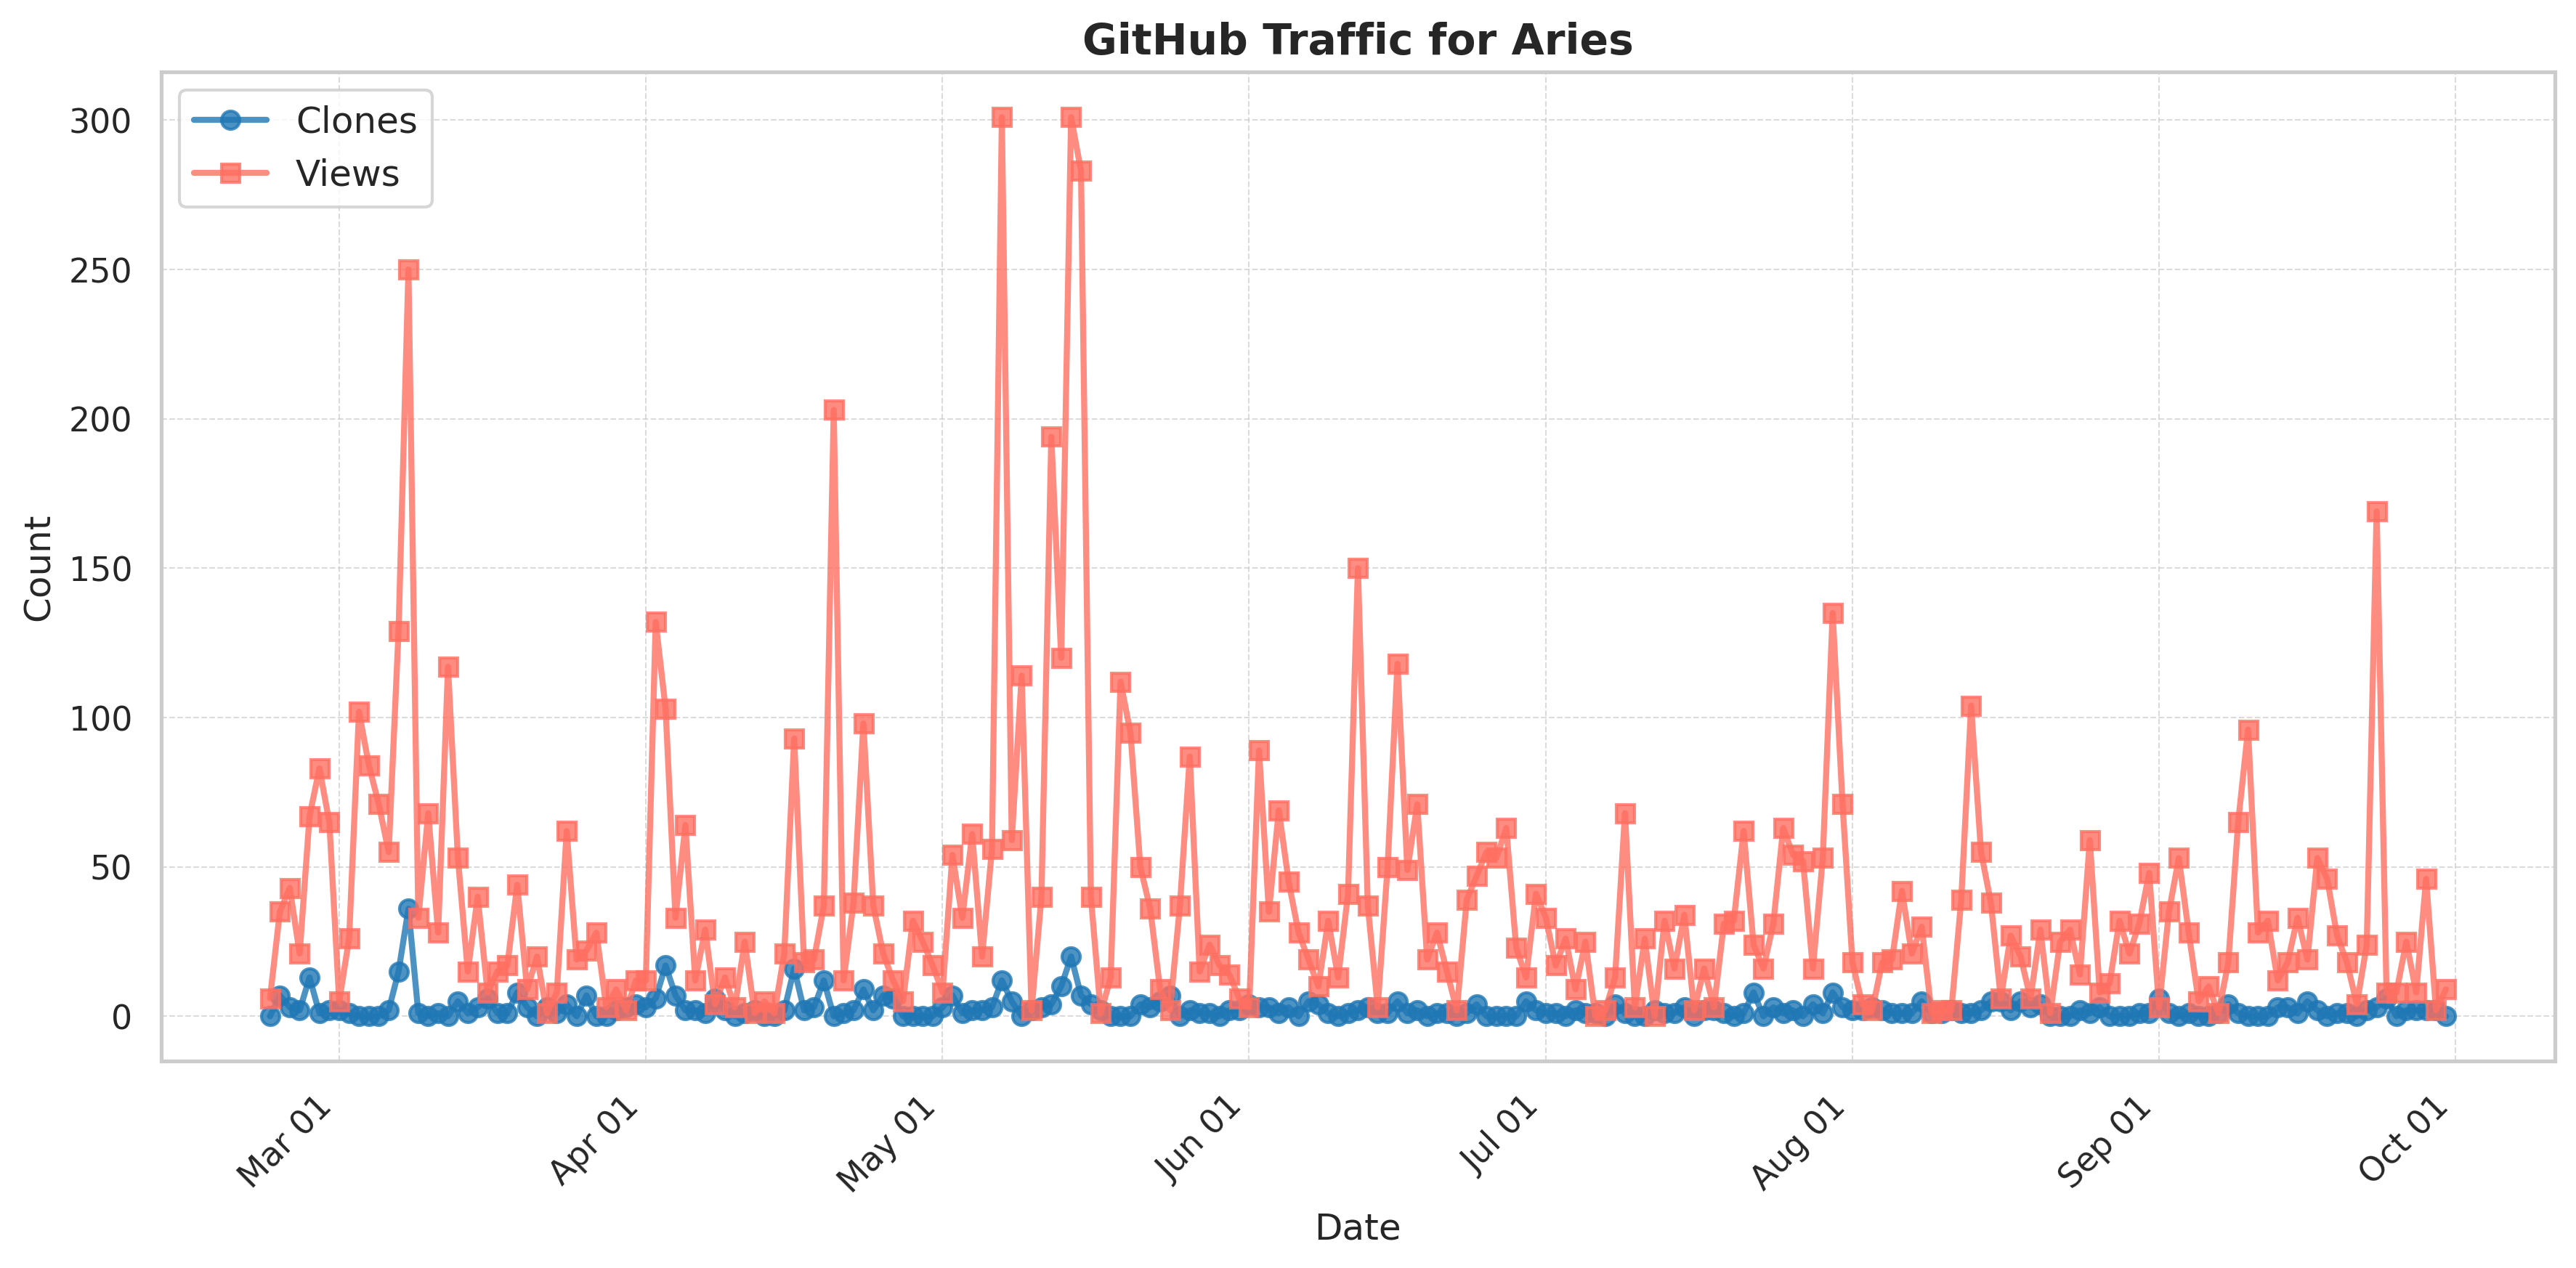 GitHub Traffic for Aries
Clones
Views
300
250
200
150
100
50
0
Count
Mar 01
Apr 01
May 01
Jun 01
Jul 01
Aug 01
Sep 01
Oct 01
Date